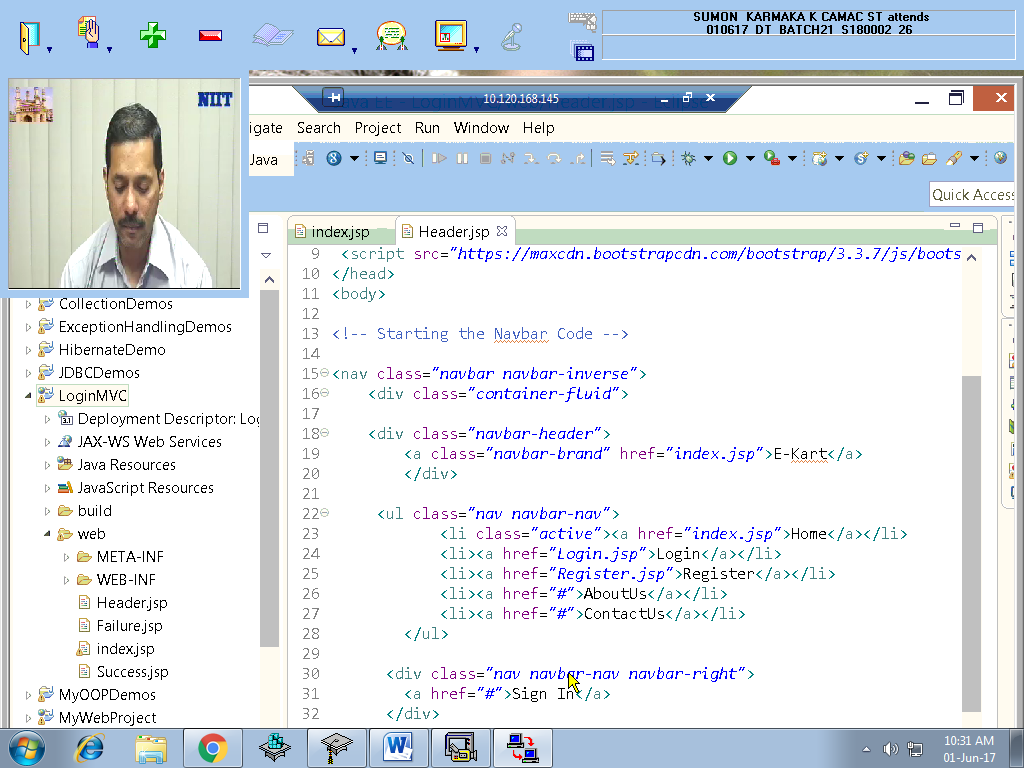 SUMON KARMAKA K CAMAC ST attends
010617 DT BATCH21 S180002 26
NIIT
10.120.168.145
igate Search Project Run Window Help
Java
Quick Access
index.jsp
Header.jsp
9 <script src="https://maxcdn.bootstrapcdn.com/bootstrap/3.3.7/js/boots
10 </head>
11 <body>
12
13 <!-- Starting the Navbar Code -->
14
15 <nav class="navbar navbar-inverse">
16 <div class="container-fluid">
17
18 <div class="navbar-header">
19 <a class="navbar-brand" href="index.jsp">E-Kart</a>
20 </div>
21
22 <ul class="nav navbar-nav">
23 <li class="active"><a href="index.jsp">Home</a></li>
24 <li><a href="Login.jsp">Login</a></li>
25 <li><a href="Register.jsp">Register</a></li>
26 <li><a href="#">AboutUs</a></li>
27 <li><a href="#">ContactUs</a></li>
28 </ul>
29
30 <div class="nav navbar-nav navbar-right">
31 <a href="#">Sign In</a>
32 </div>
CollectionDemos
ExceptionHandlingDemos
HibernateDemo
JDBCDemos
LoginMVC
Deployment Descriptor: Log
JAX-WS Web Services
Java Resources
JavaScript Resources
build
web
META-INF
WEB-INF
Header.jsp
Failure.jsp
index.jsp
Success.jsp
MyOOPDemos
MyWebProject
10:31 AM
01-Jun-17